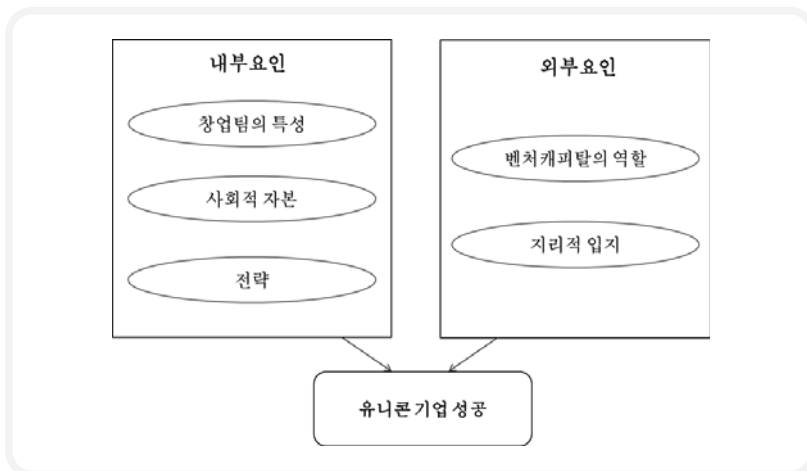 내부요인
창업팀의 특성
사회적 자본
전략
외부요인
벤처캐피탈의 역할
지리적 입지
유니콘 기업 성공